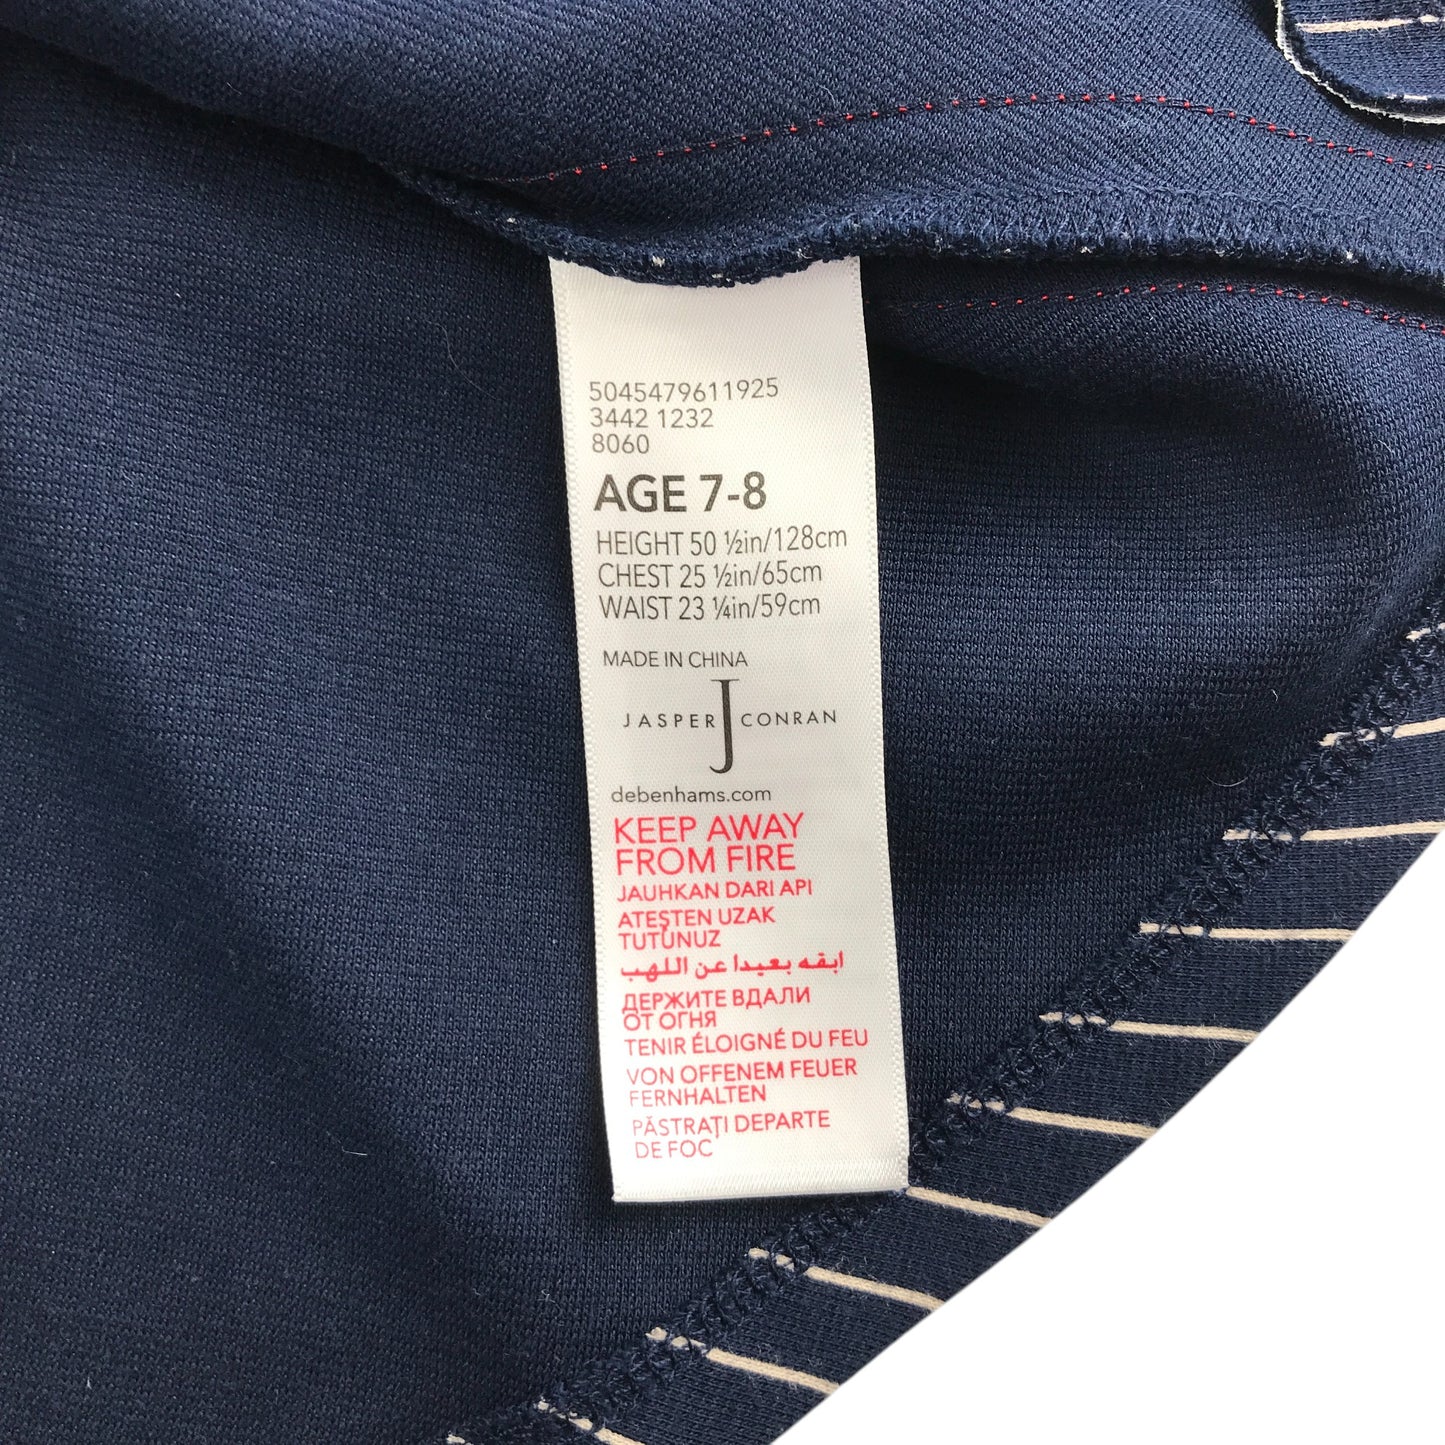 5045479611925
3442 1232
8060
AGE 7-8
HEIGHT 50 ½in/128cm
CHEST 25 ½in/65cm
WAIST 23 ¼in/59cm
MADE IN CHINA
JASPER J CONRAN
debenhams.com
KEEP AWAY
FROM FIRE
JAUHKAN DARI API
ATEŞTEN UZAK
TUTUNUZ
ابقه بعيدا عن اللهب
ДЕРЖИТЕ ВДАЛИ
ОТ ОГНЯ
TENIR ÉLOIGNÉ DU FEU
VON OFFENEM FEUER
FERNHALTEN
PĂSTRAŢI DEPARTE
DE FOC